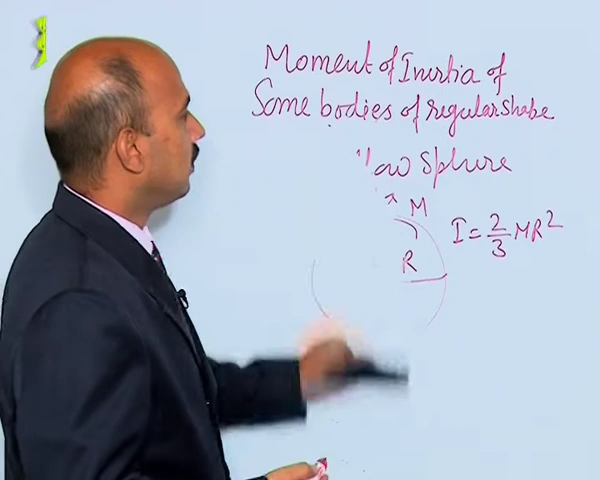 Moment of Inertia of
Some bodies of regular shabe
Sphere
M
I = 2/3 MR²
R